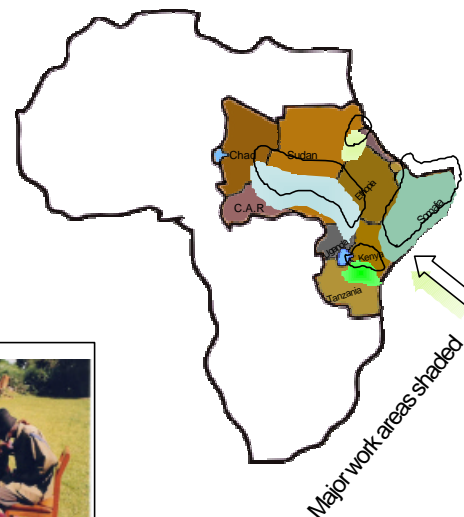 Chad
Sudan
Ethiopia
C.A.R
Somalia
Uganda
Kenya
Tanzania
Major work areas shaded